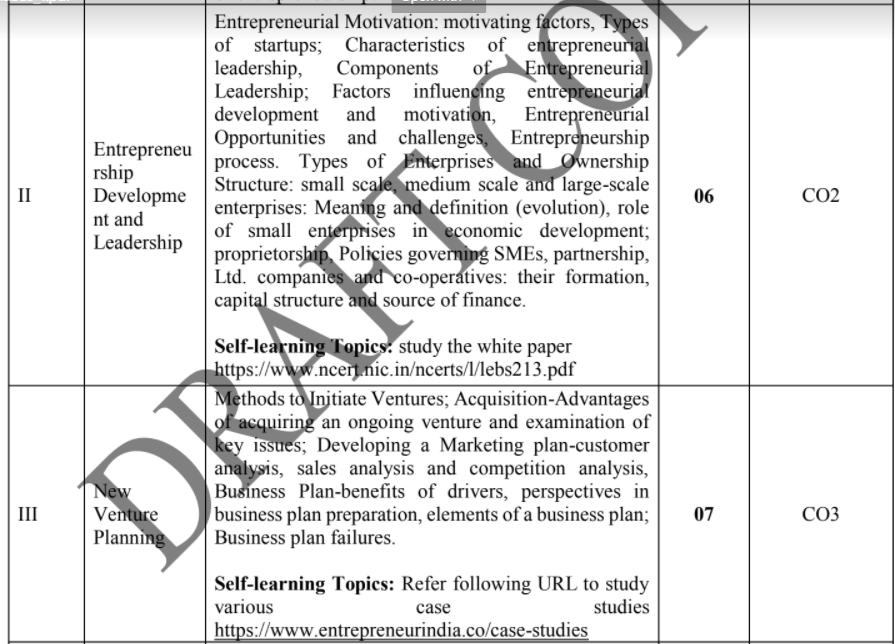 Entrepreneurial Motivation: motivating factors, Types
of startups; Characteristics of entrepreneurial
leadership, Components of Entrepreneurial
Leadership; Factors influencing entrepreneurial
development and motivation, Entrepreneurial
Opportunities and challenges, Entrepreneurship
process. Types of Enterprises and Ownership
Structure: small scale, medium scale and large-scale
enterprises: Meaning and definition (evolution), role
of small enterprises in economic development;
proprietorship, Policies governing SMEs, partnership,
Ltd. companies and co-operatives: their formation,
capital structure and source of finance.
Self-learning Topics: study the white paper
https://www.ncert.nic.in/ncerts/l/lebs213.pdf
II
Entrepreneu
rship
Developme
nt and
Leadership
06
CO2
Methods to Initiate Ventures; Acquisition-Advantages
of acquiring an ongoing venture and examination of
key issues; Developing a Marketing plan-customer
analysis, sales analysis and competition analysis,
Business Plan-benefits of drivers, perspectives in
business plan preparation, elements of a business plan;
Business plan failures.
Self-learning Topics: Refer following URL to study
various case studies
https://www.entrepreneurindia.co/case-studies
III
New
Venture
Planning
07
CO3
DRAFT COP